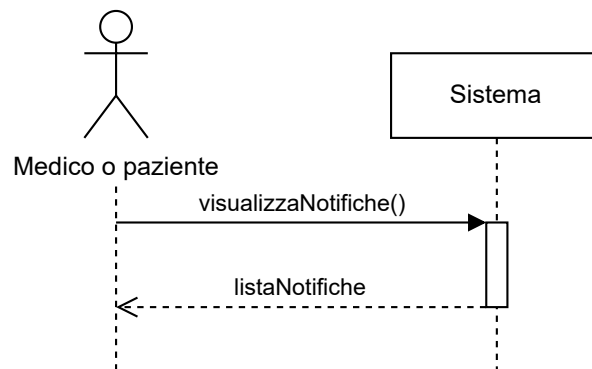 Sistema
Medico o paziente
visualizzaNotifiche()
listaNotifiche